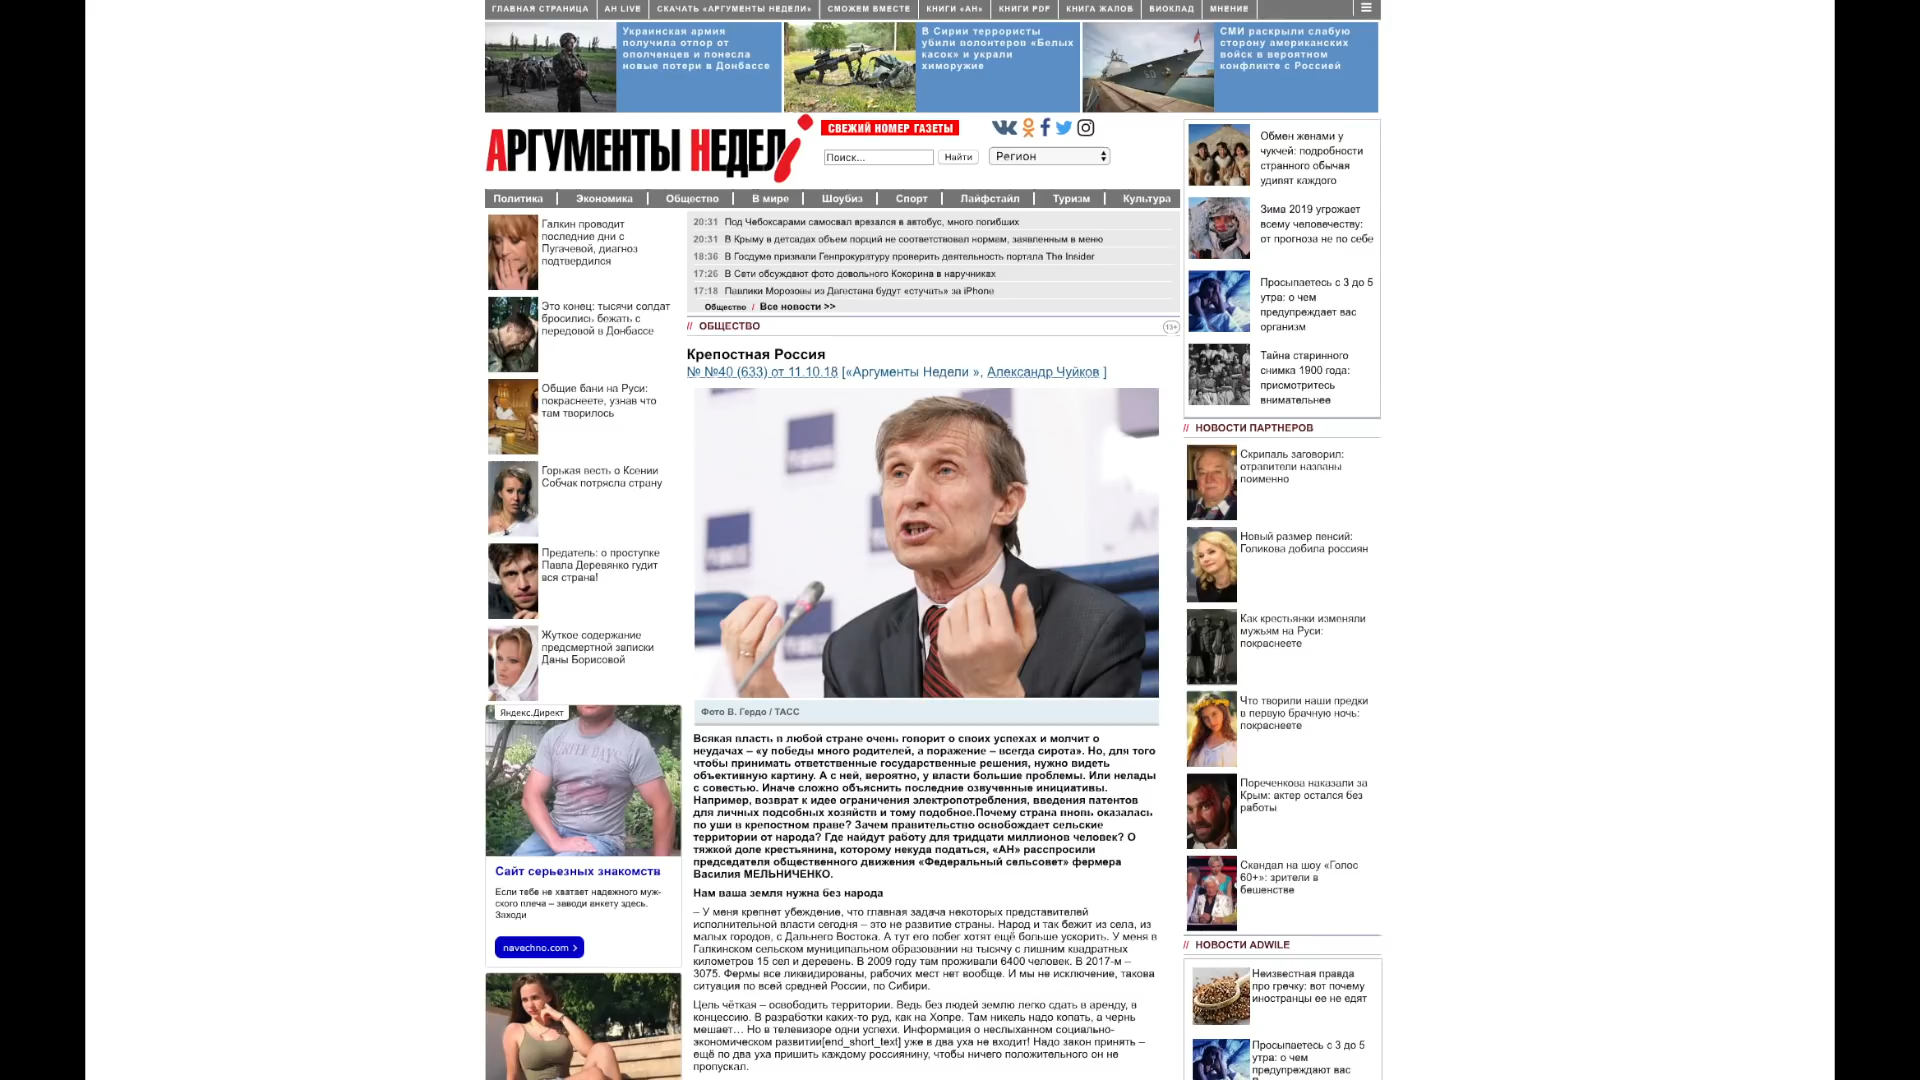 ГЛАВНАЯ СТРАНИЦА
АН LIVE
СКАЧАТЬ «АРГУМЕНТЫ НЕДЕЛИ»
СМОЖЕМ ВМЕСТЕ
КНИГИ «АН»
КНИГИ PDF
КНИГА ЖАЛОВ
БИОКЛАД
МНЕНИЕ
Украинская армия
получила отпор от
ополченцев и понесла
новые потери в Донбассе
В Сирии террористы
убили волонтеров «Белых
касок» и украли
химоружие
СМИ раскрыли слабую
сторону американских
войск в вероятном
конфликте с Россией
АРГУМЕНТЫ НЕДЕЛИ
СВЕЖИЙ НОМЕР ГАЗЕТЫ
Поиск...
Найти
Регион
Политика
Экономика
Общество
В мире
Шоубиз
Спорт
Лайфстайл
Туризм
Культура
Галкин проводит
последние дни с
Пугачевой, диагноз
подтвердился
Это конец: тысячи солдат
бросились бежать с
передовой в Донбассе
Общие бани на Руси:
покраснеете, узнав что
там творилось
Горькая весть о Ксении
Собчак потрясла страну
Предатель: о проступке
Павла Деревянко гудит
вся страна!
Жуткое содержание
предсмертной записки
Даны Борисовой
Яндекс.Директ
Сайт серьезных знакомств
Если тебе не хватает надежного муж-
ского плеча – заводи анкету здесь.
Заходи
navechno.com >
20:31 Под Чебоксарами самосвал врезался в автобус, много погибших
20:31 В Крыму в детсадах объем порций не соответствовал нормам, заявленным в меню
18:36 В Госдуме призвали Генпрокуратуру проверить деятельность портала The Insider
17:26 В Сети обсуждают фото довольного Кокорина в наручниках
17:18 Павлики Морозовы из Дагестана будут «стучать» за iPhone
Общество / Все новости >>
// ОБЩЕСТВО
13+
Крепостная Россия
№ №40 (633) от 11.10.18 [«Аргументы Недели », Александр Чуйков ]
Фото В. Гердо / ТАСС
Всякая власть в любой стране очень говорит о своих успехах и молчит о
неудачах – «у победы много родителей, а поражение – всегда сирота». Но, для того
чтобы принимать ответственные государственные решения, нужно видеть
объективную картину. А с ней, вероятно, у власти большие проблемы. Или нелады
с совестью. Иначе сложно объяснить последние озвученные инициативы.
Например, возврат к идее ограничения электропотребления, введения патентов
для личных подсобных хозяйств и тому подобное.Почему страна вновь оказалась
по уши в крепостном праве? Зачем правительство освобождает сельские
территории от народа? Где найдут работу для тридцати миллионов человек? О
тяжкой доле крестьянина, которому некуда податься, «АН» расспросили
председателя общественного движения «Федеральный сельсовет» фермера
Василия МЕЛЬНИЧЕНКО.
Нам ваша земля нужна без народа
– У меня крепнет убеждение, что главная задача некоторых представителей
исполнительной власти сегодня – это не развитие страны. Народ и так бежит из села, из
малых городов, с Дальнего Востока. А тут его побег хотят ещё больше ускорить. У меня в
Галкинском сельском муниципальном образовании на тысячу с лишним квадратных
километров 15 сел и деревень. В 2009 году там проживали 6400 человек. В 2017-м –
3075. Фермы все ликвидированы, рабочих мест нет вообще. И мы не исключение, такова
ситуация по всей средней России, по Сибири.
Цель чёткая – освободить территории. Ведь без людей землю легко сдать в аренду, в
концессию. В разработки каких-то руд, как на Хопре. Там никель надо копать, а чернь
мешает… Но в телевизоре одни успехи. Информация о неслыханном социально-
экономическом развитии[end_short_text] уже в два уха не входит! Надо закон принять –
ещё по два уха пришить каждому россиянину, чтобы ничего положительного он не
пропускал.
Обмен женами у
чукчей: подробности
странного обычая
удивят каждого
Зима 2019 угрожает
всему человечеству:
от прогноза не по себе
Просыпаетесь с 3 до 5
утра: о чем
предупреждает вас
организм
Тайна старинного
снимка 1900 года:
присмотритесь
внимательнее
// НОВОСТИ ПАРТНЕРОВ
Скрипаль заговорил:
отравители названы
поименно
Новый размер пенсий:
Голикова добила россиян
Как крестьянки изменяли
мужьям на Руси:
покраснеете
Что творили наши предки
в первую брачную ночь:
покраснеете
Пореченкова наказали за
Крым: актер остался без
работы
Скандал на шоу «Голос
60+»: зрители в
бешенстве
// НОВОСТИ ADWILE
Неизвестная правда
про гречку: вот почему
иностранцы ее не едят
Просыпаетесь с 3 до 5
утра: о чем
предупреждают вас